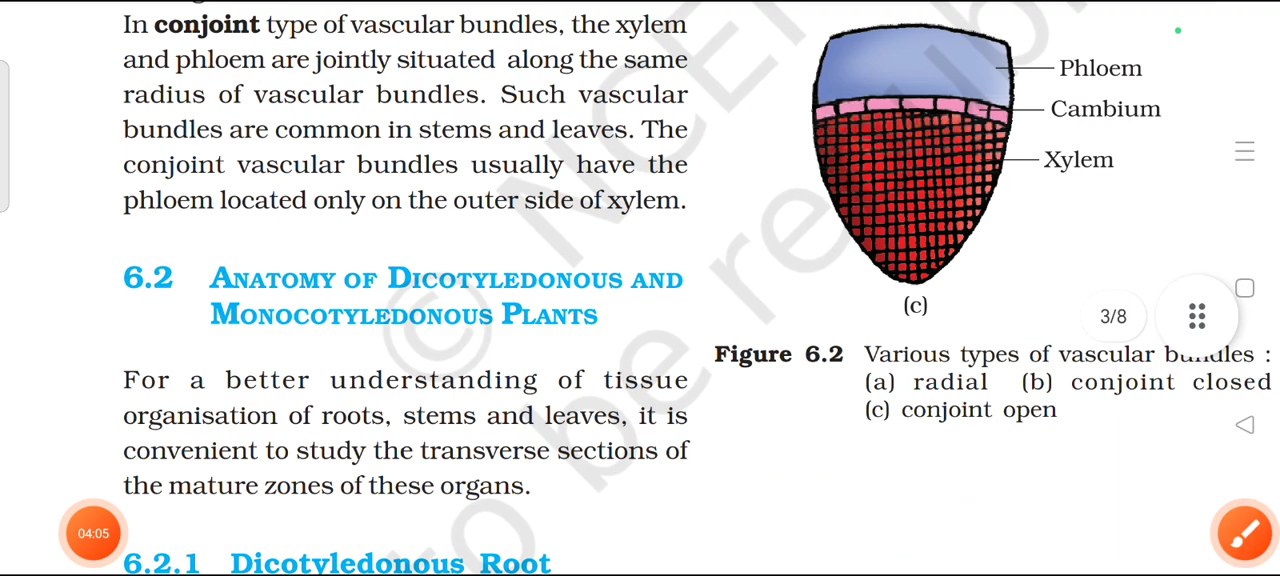 In conjoint type of vascular bundles, the xylem
and phloem are jointly situated along the same
radius of vascular bundles. Such vascular
bundles are common in stems and leaves. The
conjoint vascular bundles usually have the
phloem located only on the outer side of xylem.
6.2 ANATOMY OF DICOTYLEDONOUS AND
MONOCOTYLEDONOUS PLANTS
For a better understanding of tissue
organisation of roots, stems and leaves, it is
convenient to study the transverse sections of
the mature zones of these organs.
6.2.1 Dicotyledonous Root
Phloem
Cambium
Xylem
(c)
3/8
Figure 6.2 Various types of vascular bundles :
(a) radial (b) conjoint closed
(c) conjoint open
04:05
© NCE
to be re